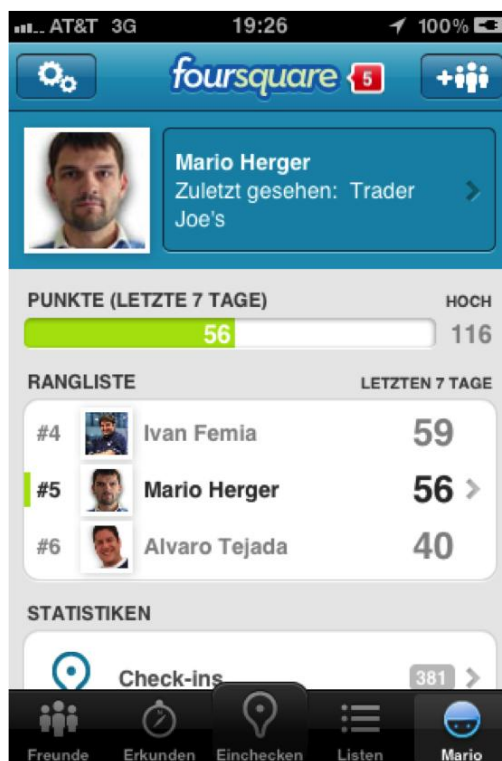 AT&T 3G 19:26 100%
foursquare 5
Mario Herger
Zuletzt gesehen: Trader
Joe's
PUNKTE (LETZTE 7 TAGE) HOCH
56 116
RANGLISTE LETZTEN 7 TAGE
#4 Ivan Femia 59
#5 Mario Herger 56
#6 Alvaro Tejada 40
STATISTIKEN
Check-ins 381
Freunde Erkunden Einchecken Listen Mario